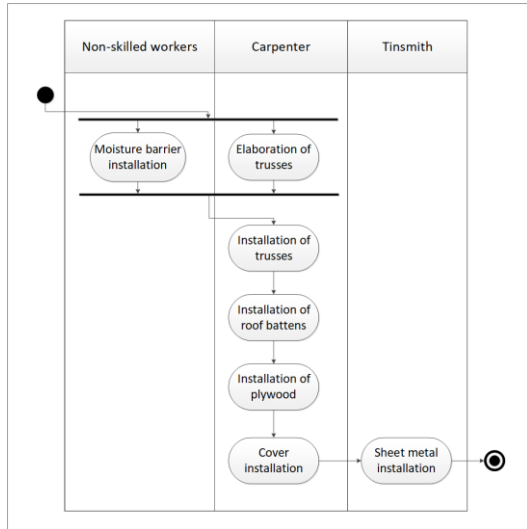 Non-skilled workers
Carpenter
Tinsmith
Moisture barrier
installation
Elaboration of
trusses
Installation of
trusses
Installation of
roof battens
Installation of
plywood
Cover
installation
Sheet metal
installation